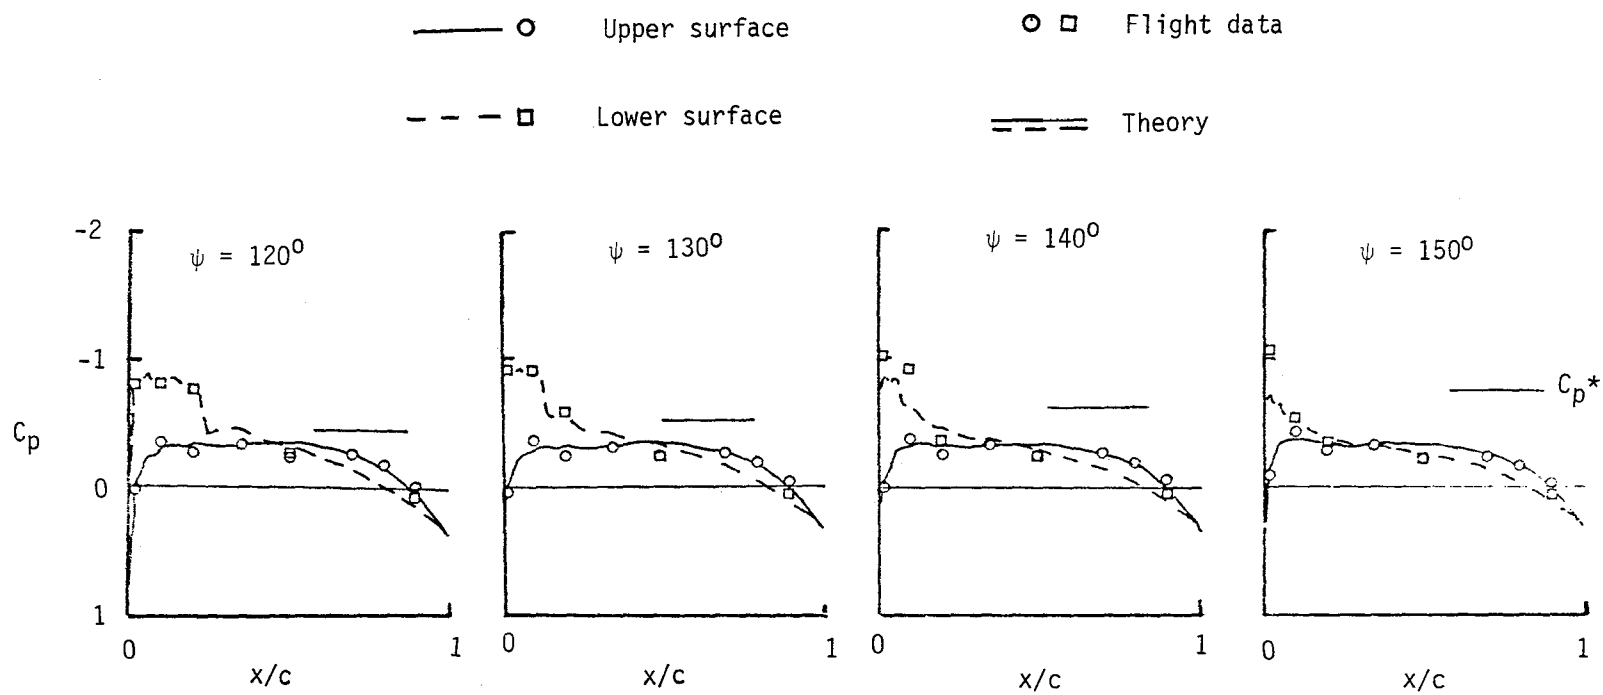 Upper surface
Flight data
Lower surface
Theory
ψ = 120⁰
ψ = 130⁰
ψ = 140⁰
ψ = 150⁰
-2
-1
0
1
Cp
Cp*
0 1
x/c
0 1
x/c
0 1
x/c
0 1
x/c